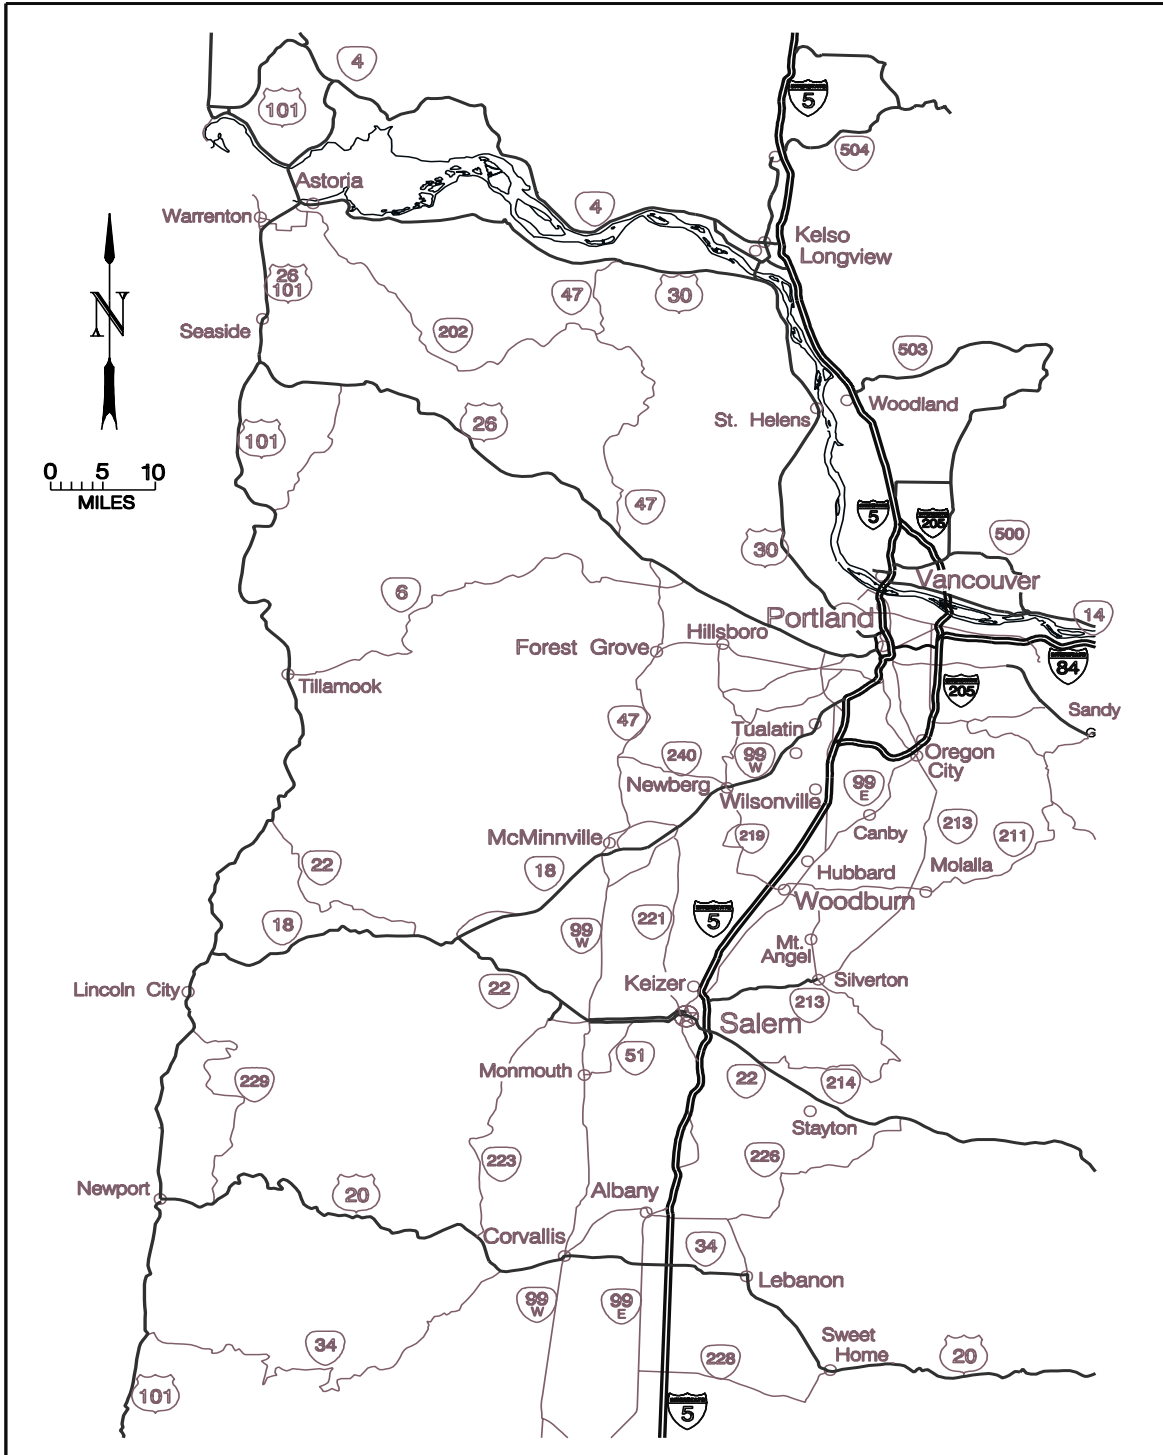 4
101
5
504
Astoria
4
Warrenton
Kelso
Longview
26
101
47
30
N
Seaside
202
503
Woodland
26
St. Helens
101
0 5 10
MILES
47
5
205
30
500
Vancouver
6
14
Portland
Hillsboro
Forest Grove
84
Tillamook
205
Sandy
47
Tualatin
240
99
W
Oregon
City
Newberg
Wilsonville
99
E
McMinnville
219
Canby
213
211
22
18
Hubbard
Molalla
Woodburn
18
99
W
221
5
Mt.
Angel
Lincoln City
22
Keizer
Silverton
213
Salem
51
Monmouth
229
22
214
Stayton
223
226
Newport
20
Albany
Corvallis
34
Lebanon
99
W
99
E
34
228
Sweet
Home
20
101
5